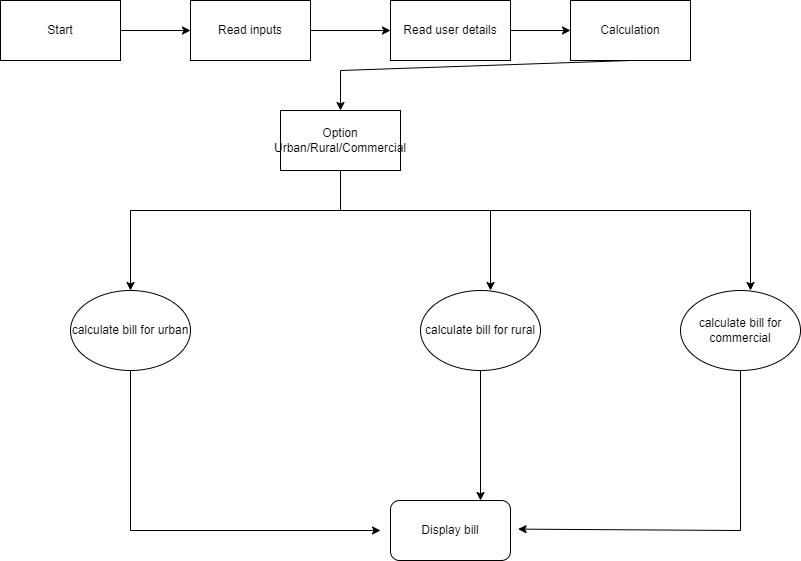 Start
Read inputs
Read user details
Calculation
Option
Urban/Rural/Commercial
calculate bill for urban
calculate bill for rural
calculate bill for
commercial
Display bill